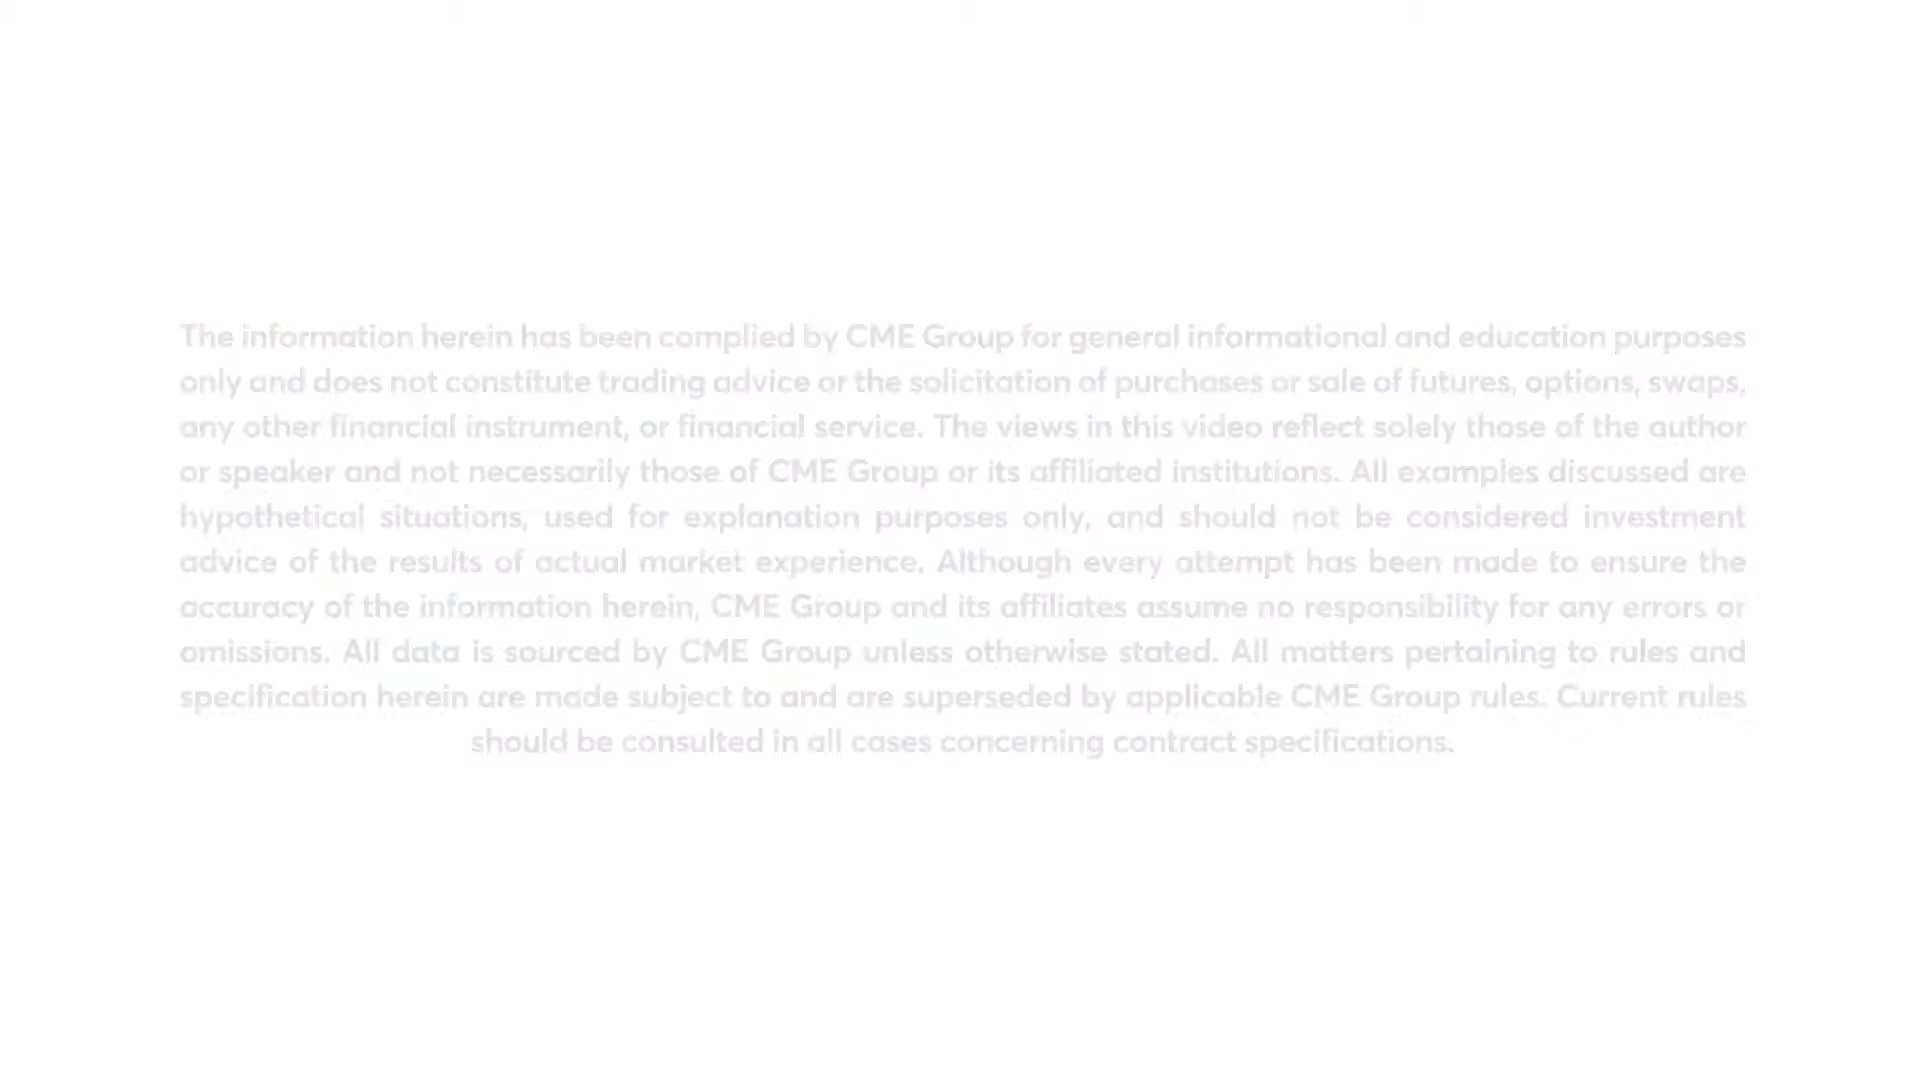 The information herein has been complied by CME Group for general informational and education purposes
only and does not constitute trading advice or the solicitation of purchases or sale of futures, options, swaps,
any other financial instrument, or financial service. The views in this video reflect solely those of the author
or speaker and not necessarily those of CME Group or its affiliated institutions. All examples discussed are
hypothetical situations, used for explanation purposes only, and should not be considered investment
advice of the results of actual market experience. Although every attempt has been made to ensure the
accuracy of the information herein, CME Group and its affiliates assume no responsibility for any errors or
omissions. All data is sourced by CME Group unless otherwise stated. All matters pertaining to rules and
specification herein are made subject to and are superseded by applicable CME Group rules. Current rules
should be consulted in all cases concerning contract specifications.